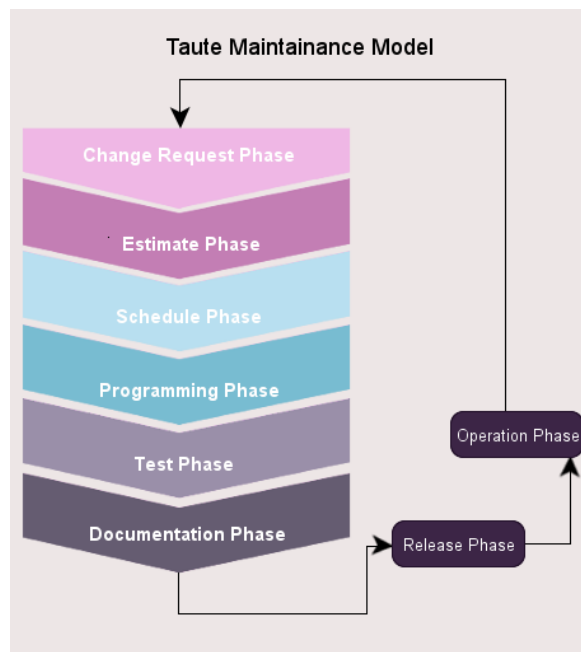 Taute Maintainance Model
Change Request Phase
Estimate Phase
Schedule Phase
Programming Phase
Test Phase
Documentation Phase
Release Phase
Operation Phase